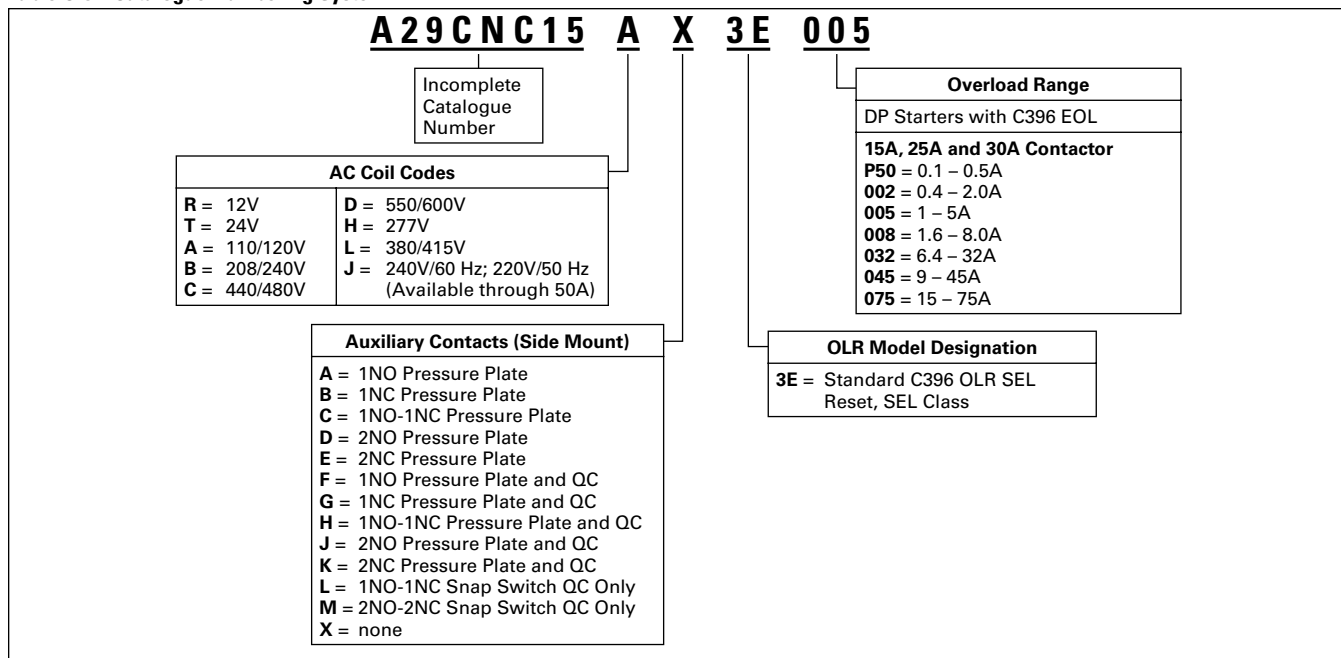 A29CNC15 A X 3E 005
Incomplete
Catalogue
Number
Overload Range
DP Starters with C396 EOL
15A, 25A and 30A Contactor
P50 = 0.1 – 0.5A
002 = 0.4 – 2.0A
005 = 1 – 5A
008 = 1.6 – 8.0A
032 = 6.4 – 32A
045 = 9 – 45A
075 = 15 – 75A
AC Coil Codes
R = 12V
T = 24V
A = 110/120V
B = 208/240V
C = 440/480V
D = 550/600V
H = 277V
L = 380/415V
J = 240V/60 Hz; 220V/50 Hz
(Available through 50A)
Auxiliary Contacts (Side Mount)
A = 1NO Pressure Plate
B = 1NC Pressure Plate
C = 1NO-1NC Pressure Plate
D = 2NO Pressure Plate
E = 2NC Pressure Plate
F = 1NO Pressure Plate and QC
G = 1NC Pressure Plate and QC
H = 1NO-1NC Pressure Plate and QC
J = 2NO Pressure Plate and QC
K = 2NC Pressure Plate and QC
L = 1NO-1NC Snap Switch QC Only
M = 2NO-2NC Snap Switch QC Only
X = none
OLR Model Designation
3E = Standard C396 OLR SEL
Reset, SEL Class